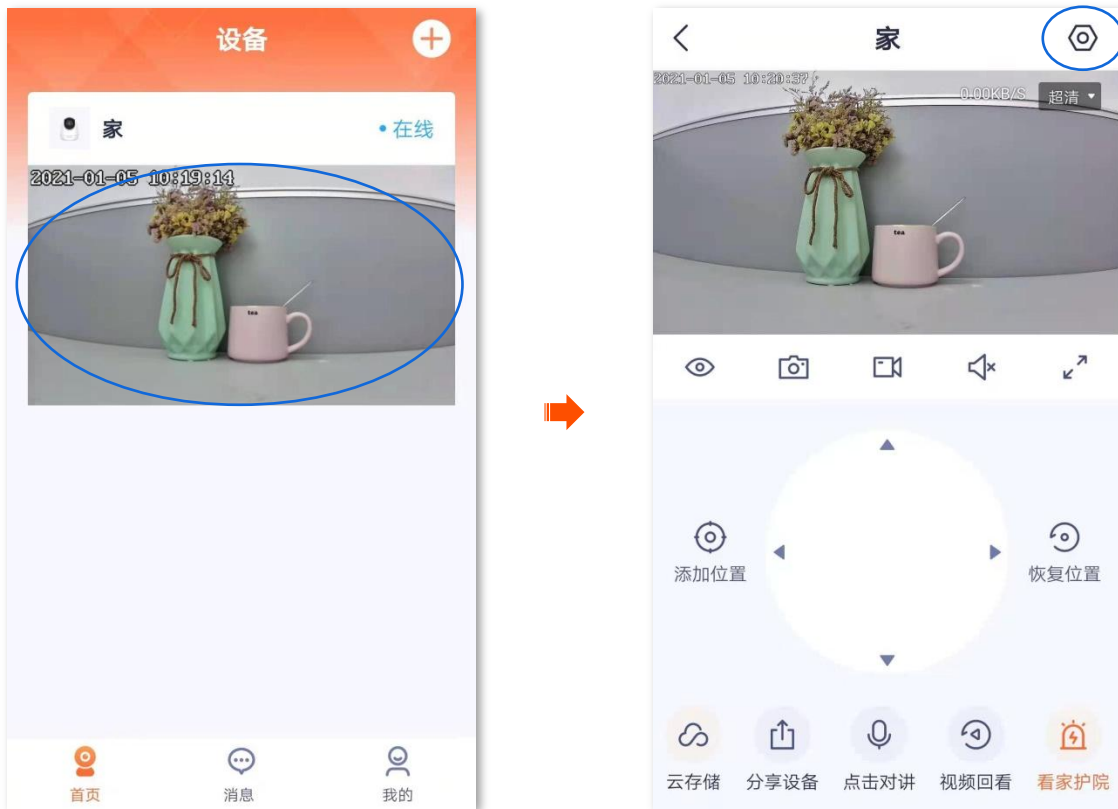 设备
家
在线
2021-01-05 10:19:14
tea
首页
消息
我的
家
2021-01-05 10:20:37
0.00KB/S
超清
tea
添加位置
恢复位置
云存储
分享设备
点击对讲
视频回看
看家护院